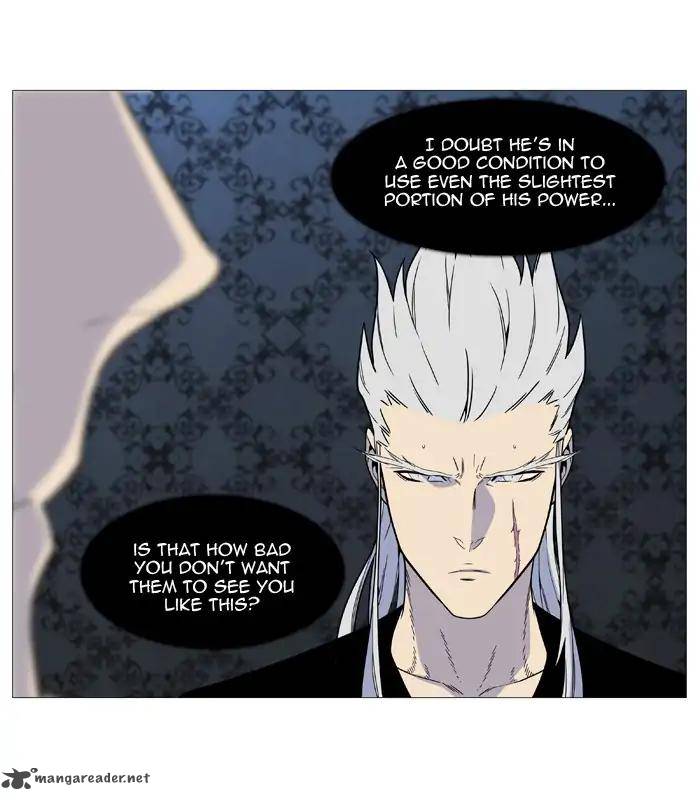 I DOUBT HE'S IN
A GOOD CONDITION TO
USE EVEN THE SLIGHTEST
PORTION OF HIS POWER...
IS THAT HOW BAD
YOU DON'T WANT
THEM TO SEE YOU
LIKE THIS?
mangareader.net